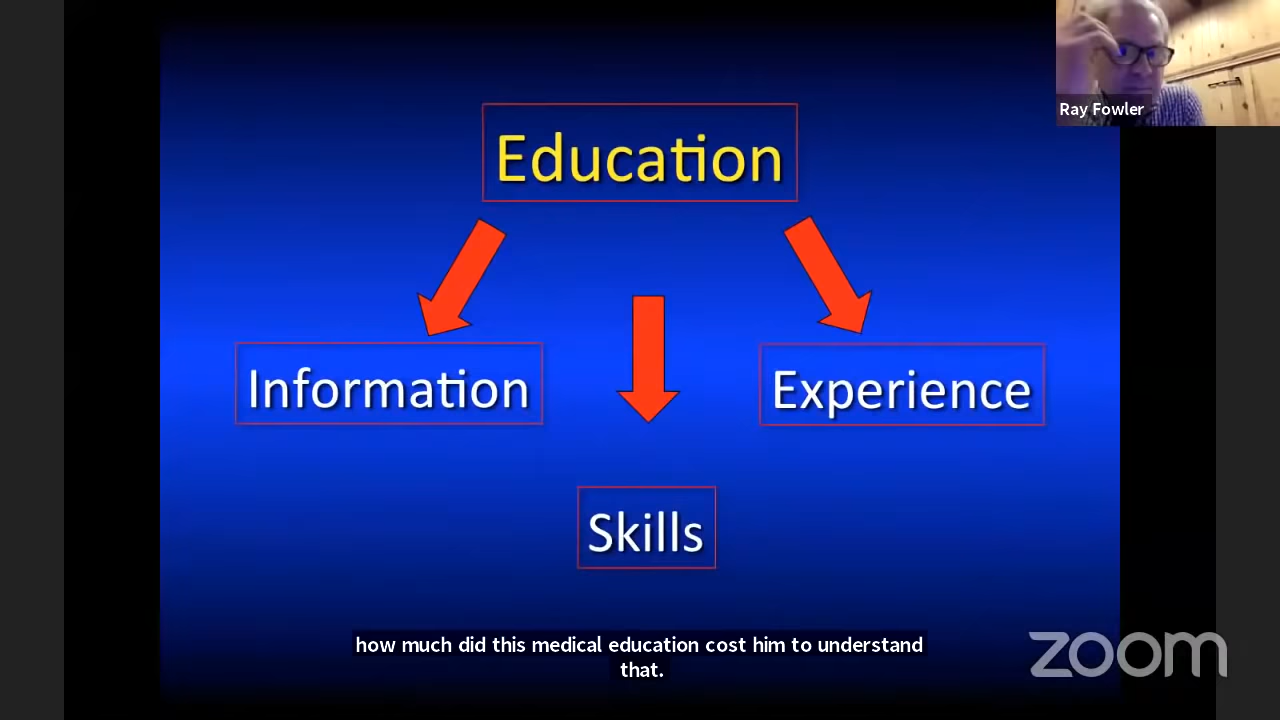 Education
Ray Fowler
Information
Experience
Skills
how much did this medical education cost him to understand
that.
zoom